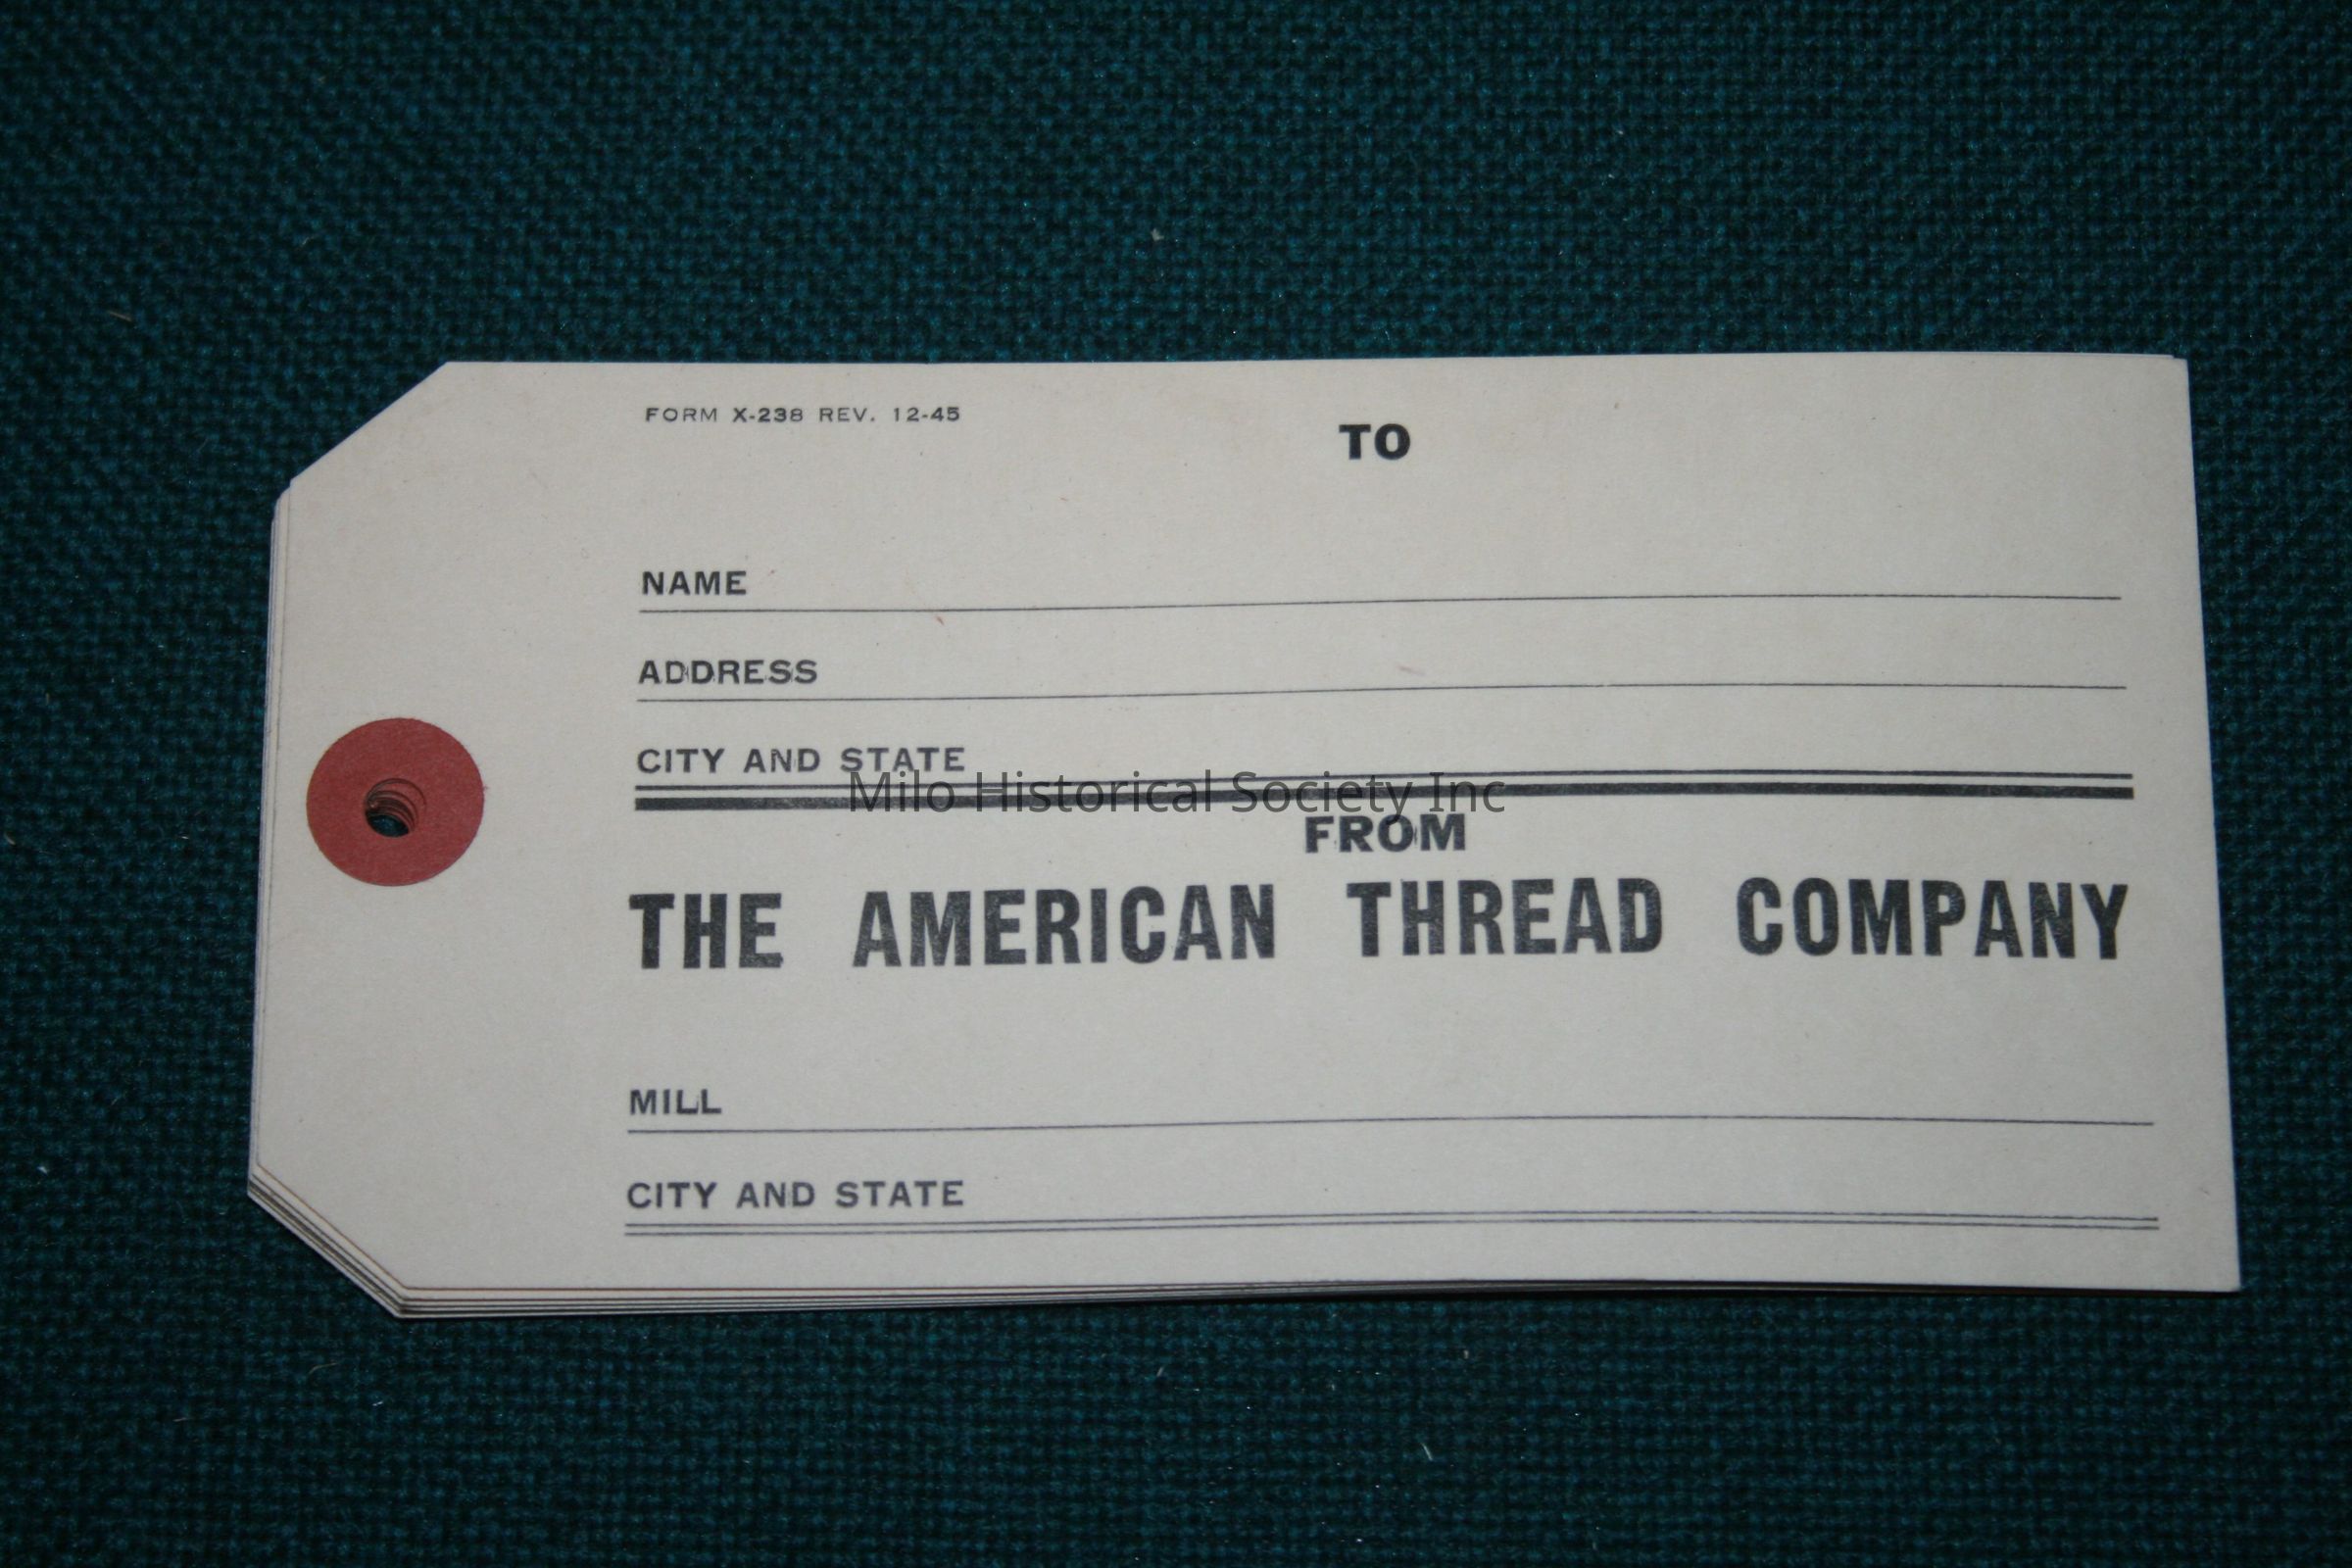 FORM X-238 REV. 12-45
TO
NAME
ADDRESS
CITY AND STATE
Milo Historical Society Inc
FROM
THE AMERICAN THREAD COMPANY
MILL
CITY AND STATE